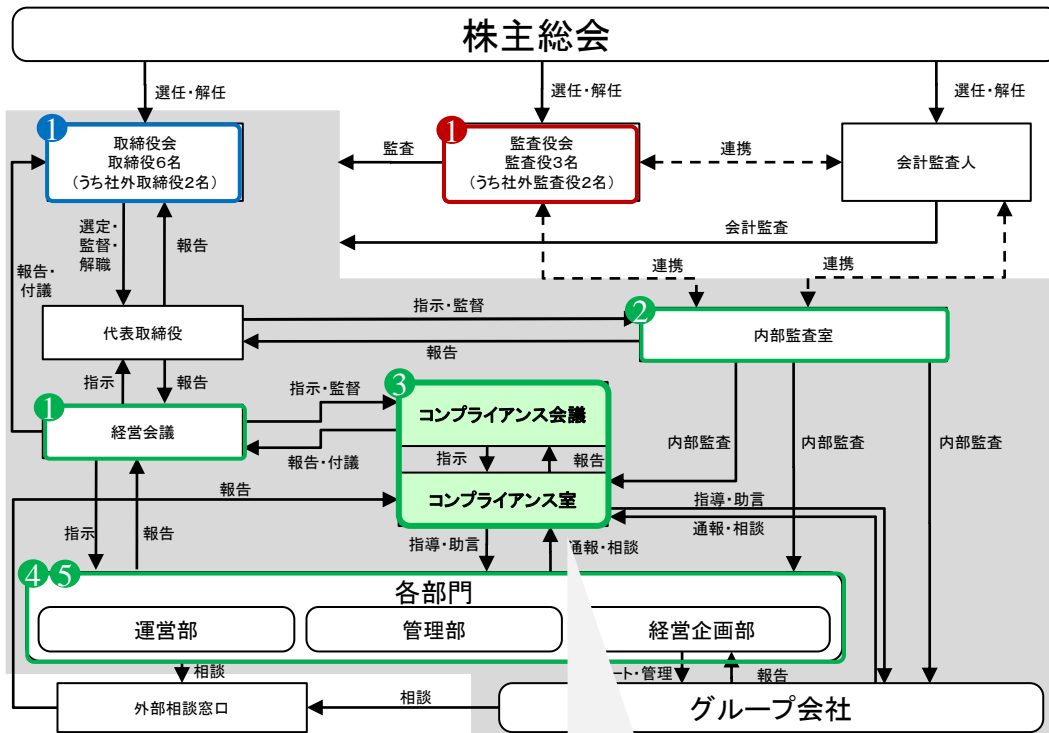 株主総会
選任・解任
選任・解任
選任・解任
1
取締役会
取締役6名
(うち社外取締役2名)
監査
1
監査役会
監査役3名
(うち社外監査役2名)
連携
会計監査人
選定・
監督・
解職
報告
会計監査
報告・
付議
連携
連携
代表取締役
指示・監督
報告
2
内部監査室
指示
報告
指示・監督
3
コンプライアンス会議
1
経営会議
報告・付議
指示
報告
内部監査
内部監査
内部監査
報告
コンプライアンス室
指導・助言
通報・相談
指示
報告
指導・助言
通報・相談
4
5
各部門
運営部
管理部
経営企画部
相談
ート・管理
報告
外部相談窓口
相談
グループ会社